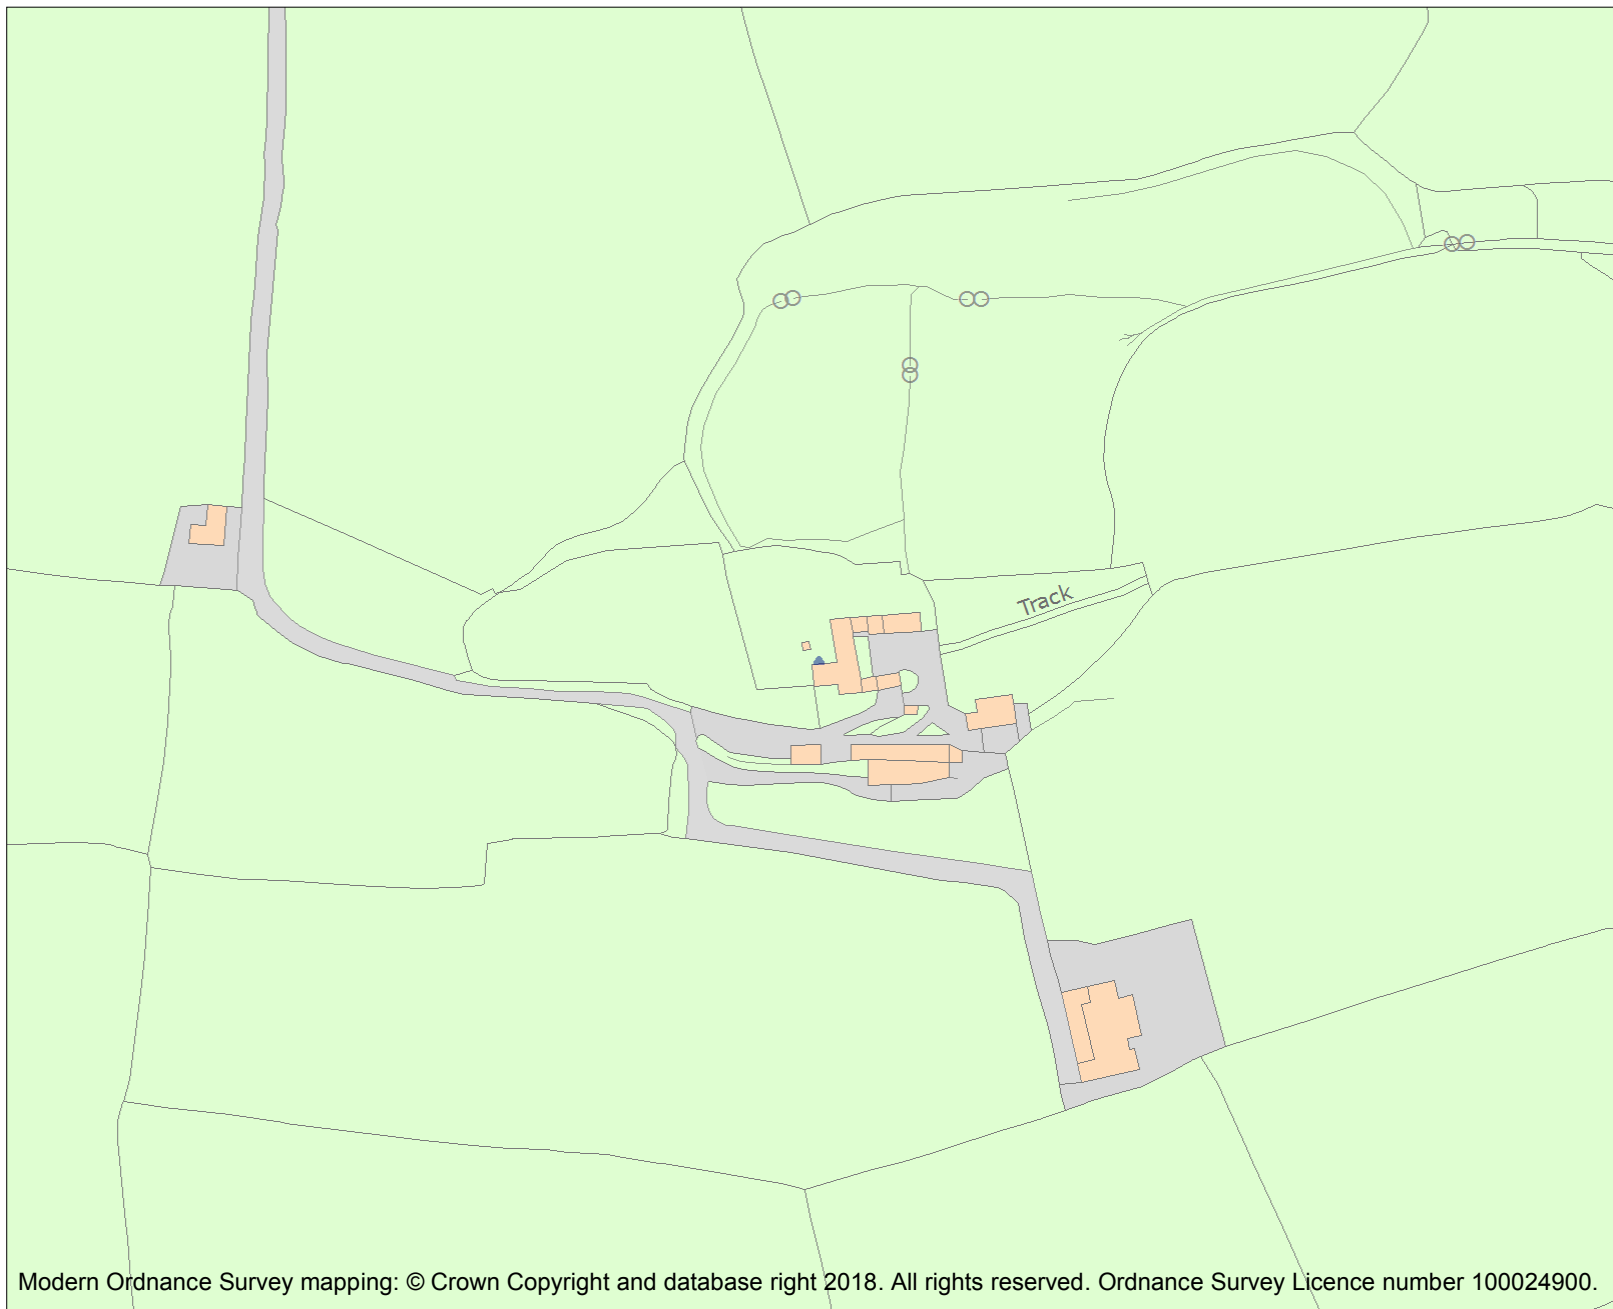 Track
Modern Ordnance Survey mapping: © Crown Copyright and database right 2018. All rights reserved. Ordnance Survey Licence number 100024900.